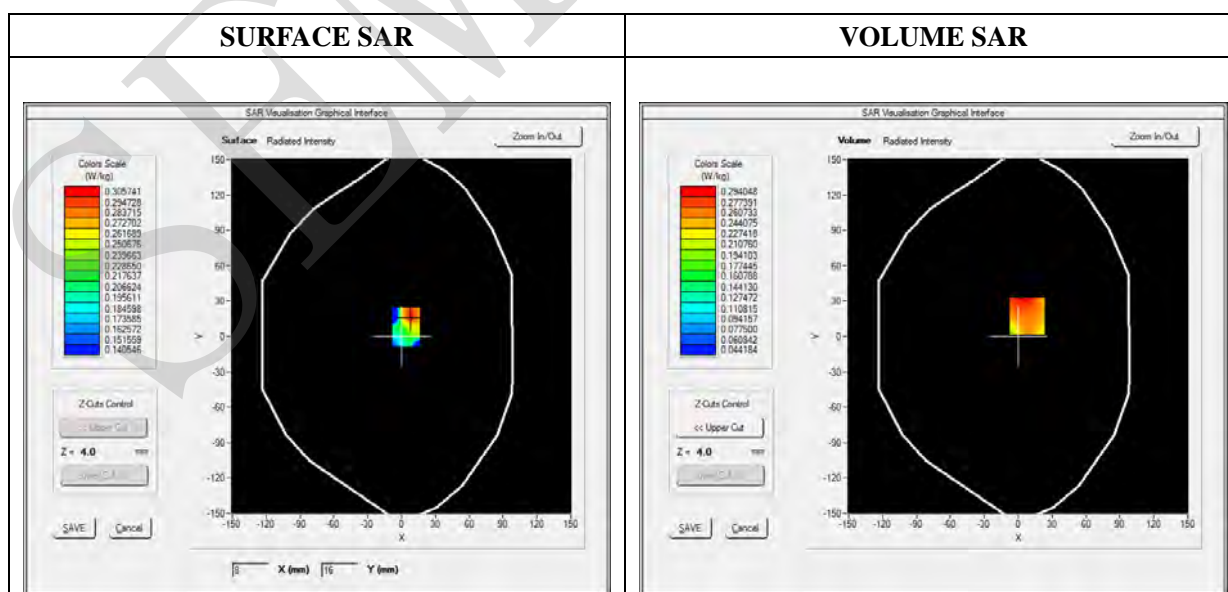 SURFACE SAR
VOLUME SAR
SAR Visualisation Graphical Interface
Surface Radiated Intensity
Zoom In/Out
Colors Scale
(W/kg)
0.305741
0.294728
0.283715
0.272702
0.261689
0.250676
0.239663
0.228650
0.217637
0.206624
0.195611
0.184598
0.173585
0.162572
0.151559
0.140546
150
120
90
60
30
0
-30
-60
-90
-120
-150
Y
-150 -120 -90 -60 -30 0 30 60 90 120 150
X
Z-Cuts Control
<< Upper Cut
Z = 4.0 mm
SAVE Cancel
8 X (mm) 16 Y (mm)
SAR Visualisation Graphical Interface
Volume Radiated Intensity
Zoom In/Out
Colors Scale
(W/kg)
0.294048
0.277391
0.260733
0.244075
0.227418
0.210760
0.194103
0.177445
0.160788
0.144130
0.127472
0.110815
0.094157
0.077500
0.060842
0.044184
150
120
90
60
30
0
-30
-60
-90
-120
-150
Y
-150 -120 -90 -60 -30 0 30 60 90 120 150
X
Z-Cuts Control
<< Upper Cut
Z = 4.0 mm
SAVE Cancel